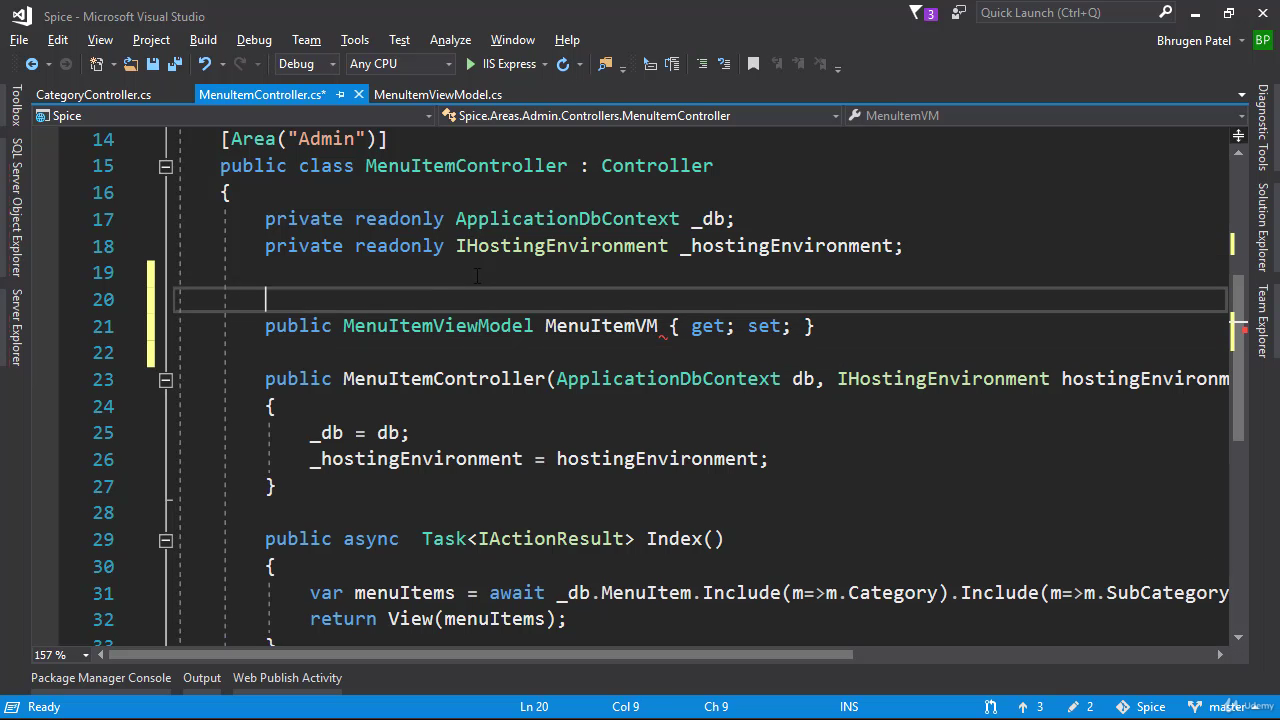 Spice - Microsoft Visual Studio
3
Quick Launch (Ctrl+Q)
File Edit View Project Build Debug Team Tools Test Analyze Window Help
Bhrugen Patel BP
Debug Any CPU IIS Express
CategoryController.cs MenuItemController.cs* MenuItemViewModel.cs
Spice Spice.Areas.Admin.Controllers.MenuItemController MenuItemVM
Toolbox
SQL Server Object Explorer
Server Explorer
Diagnostic Tools
Solution Explorer
Team Explorer
14 [Area("Admin")]
15 public class MenuItemController : Controller
16 {
17 private readonly ApplicationDbContext _db;
18 private readonly IHostingEnvironment _hostingEnvironment;
19
20
21 public MenuItemViewModel MenuItemVM { get; set; }
22
23 public MenuItemController(ApplicationDbContext db, IHostingEnvironment hostingEnvironm
24 {
25 _db = db;
26 _hostingEnvironment = hostingEnvironment;
27 }
28
29 public async Task<IActionResult> Index()
30 {
31 var menuItems = await _db.MenuItem.Include(m=>m.Category).Include(m=>m.SubCategory
32 return View(menuItems);
33 }
157 %
Package Manager Console Output Web Publish Activity
Ready Ln 20 Col 9 Ch 9 INS 3 2 Spice master
Udemy